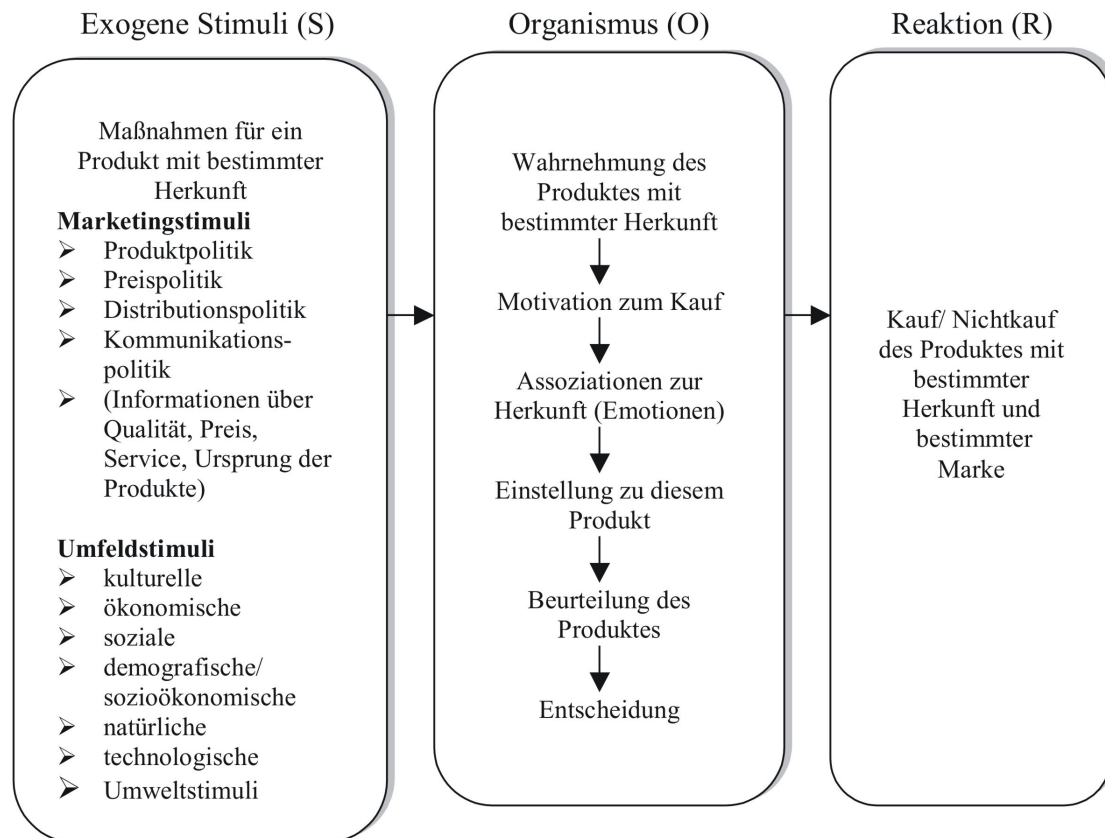 Exogene Stimuli (S)
Maßnahmen für ein
Produkt mit bestimmter
Herkunft
Marketingstimuli
➢ Produktpolitik
➢ Preispolitik
➢ Distributionspolitik
➢ Kommunikations-
politik
➢ (Informationen über
Qualität, Preis,
Service, Ursprung der
Produkte)
Umfeldstimuli
➢ kulturelle
➢ ökonomische
➢ soziale
➢ demografische/
sozioökonomische
➢ natürliche
➢ technologische
➢ Umweltstimuli
Organismus (O)
Wahrnehmung des
Produktes mit
bestimmter Herkunft
Motivation zum Kauf
Assoziationen zur
Herkunft (Emotionen)
Einstellung zu diesem
Produkt
Beurteilung des
Produktes
Entscheidung
Reaktion (R)
Kauf/ Nichtkauf
des Produktes mit
bestimmter
Herkunft und
bestimmter
Marke